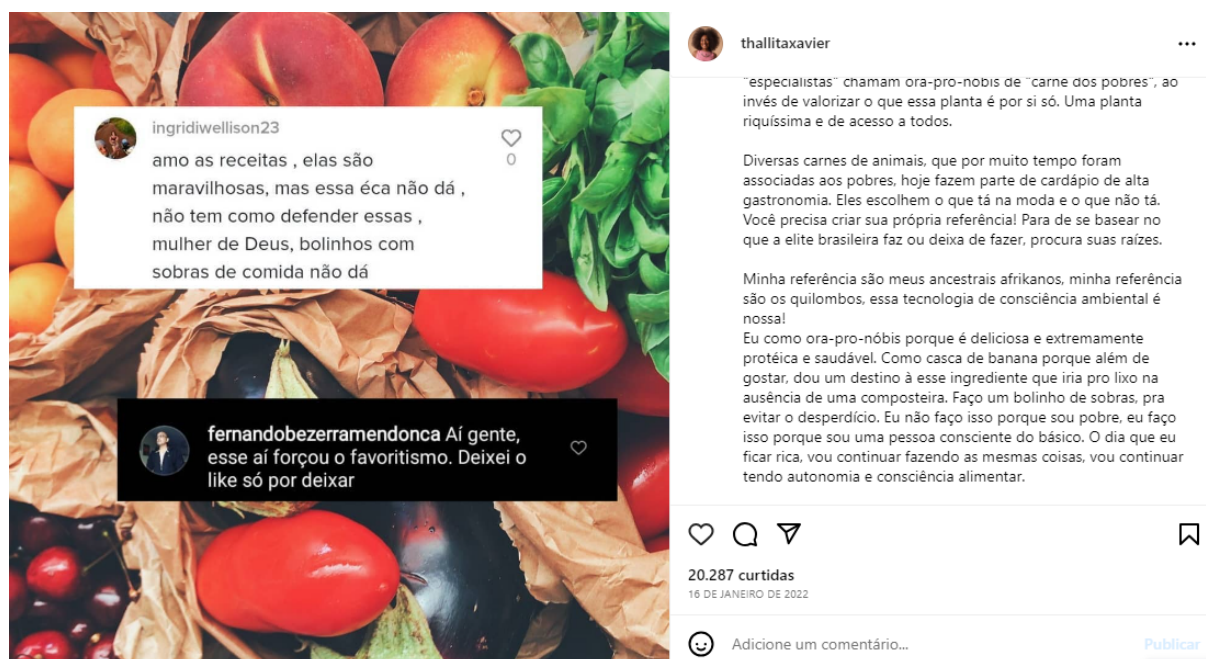 ingridiwellison23
amo as receitas , elas são
maravilhosas, mas essa éca não dá ,
não tem como defender essas ,
mulher de Deus, bolinhos com
sobras de comida não dá
0
fernandobezerramendonca Aí gente,
esse aí forçou o favoritismo. Deixei o
like só por deixar
thallitaxavier
"especialistas" chamam ora-pro-nobis de "carne dos pobres", ao
invés de valorizar o que essa planta é por si só. Uma planta
riquíssima e de acesso a todos.
Diversas carnes de animais, que por muito tempo foram
associadas aos pobres, hoje fazem parte de cardápio de alta
gastronomia. Eles escolhem o que tá na moda e o que não tá.
Você precisa criar sua própria referência! Para de se basear no
que a elite brasileira faz ou deixa de fazer, procura suas raízes.
Minha referência são meus ancestrais afrikanos, minha referência
são os quilombos, essa tecnologia de consciência ambiental é
nossa!
Eu como ora-pro-nóbis porque é deliciosa e extremamente
protéica e saudável. Como casca de banana porque além de
gostar, dou um destino à esse ingrediente que iria pro lixo na
ausência de uma composteira. Faço um bolinho de sobras, pra
evitar o desperdício. Eu não faço isso porque sou pobre, eu faço
isso porque sou uma pessoa consciente do básico. O dia que eu
ficar rica, vou continuar fazendo as mesmas coisas, vou continuar
tendo autonomia e consciência alimentar.
20.287 curtidas
16 DE JANEIRO DE 2022
Adicione um comentário...
Publicar